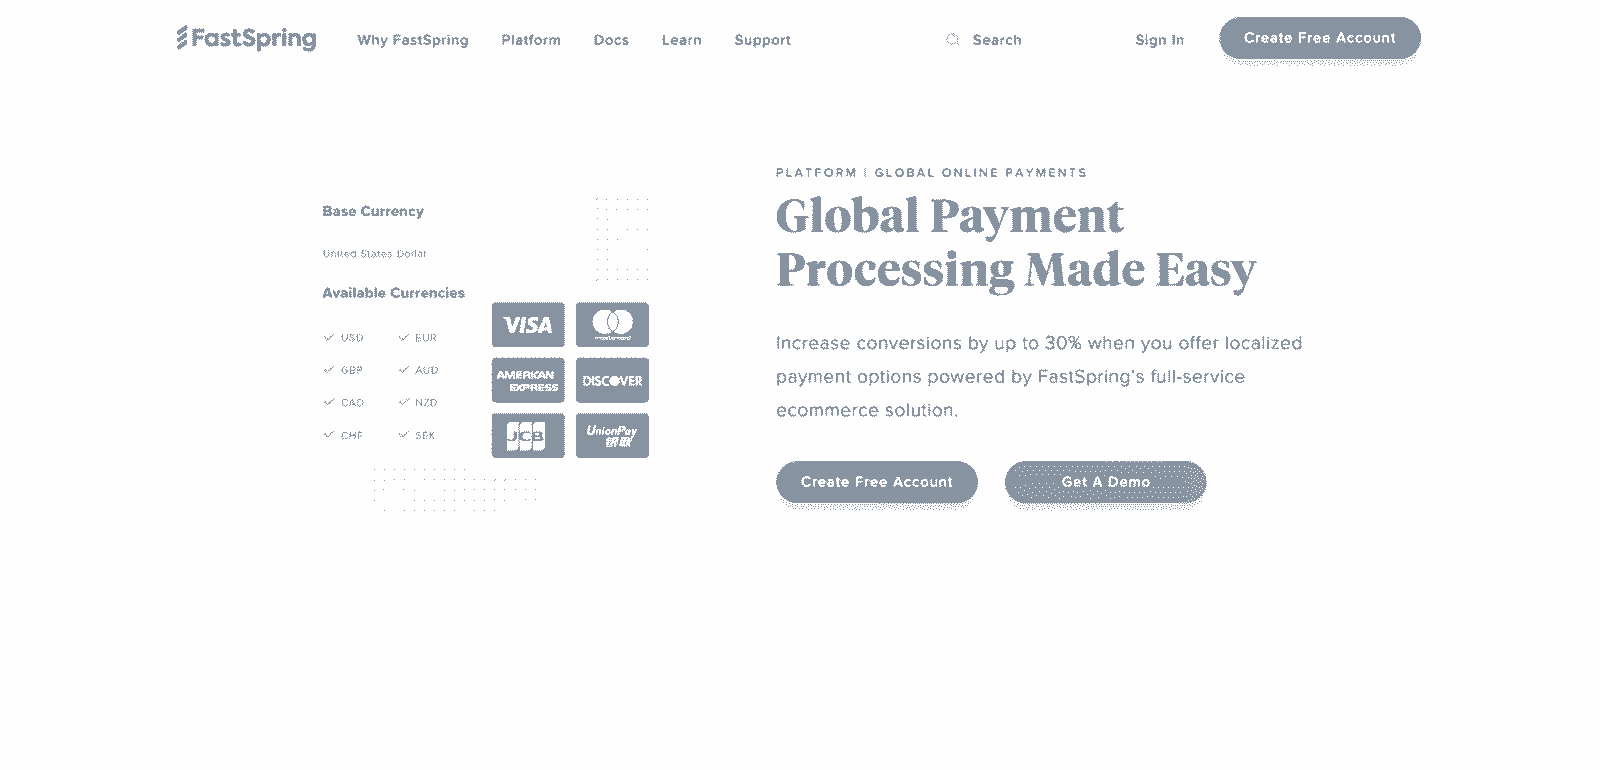 FastSpring
Why FastSpring
Platform
Docs
Learn
Support
Search
Sign In
Create Free Account
Base Currency
United States Dollar
Available Currencies
USD
EUR
GBP
AUD
CAD
NZD
CHF
SEK
VISA
mastercard
AMERICAN
EXPRESS
DISCOVER
JCB
UnionPay
银联
PLATFORM | GLOBAL ONLINE PAYMENTS
Global Payment
Processing Made Easy
Increase conversions by up to 30% when you offer localized
payment options powered by FastSpring's full-service
ecommerce solution.
Create Free Account
Get A Demo